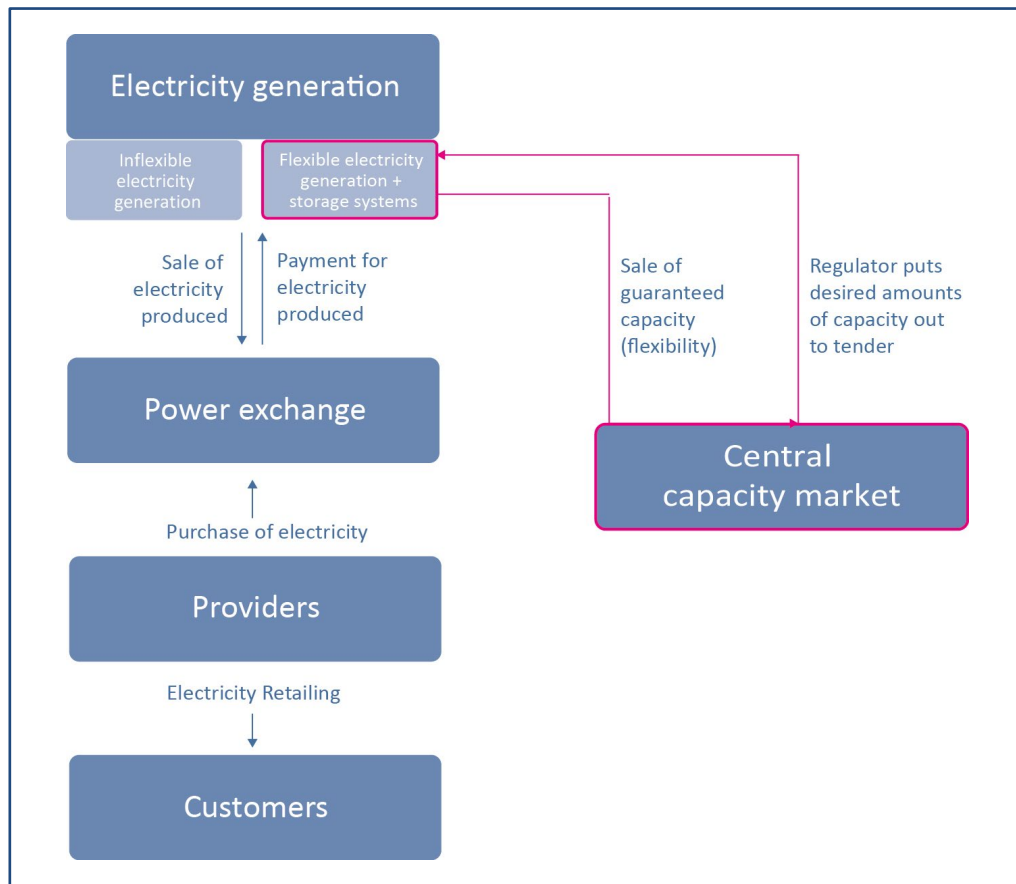 Electricity generation
Inflexible
electricity
generation
Flexible electricity
generation +
storage systems
Sale of
electricity
produced
Payment for
electricity
produced
Sale of
guaranteed
capacity
(flexibility)
Regulator puts
desired amounts
of capacity out
to tender
Power exchange
Central
capacity market
Purchase of electricity
Providers
Electricity Retailing
Customers